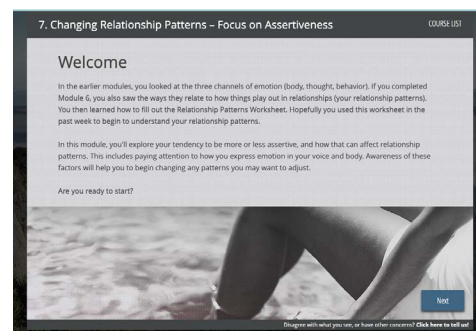 7. Changing Relationship Patterns – Focus on Assertiveness
COURSE LIST
Welcome
In the earlier modules, you looked at the three channels of emotion (body, thought, behavior). If you completed
Module 6, you also saw the ways they relate to how things play out in relationships (your relationship patterns).
You then learned how to fill out the Relationship Patterns Worksheet. Hopefully you used this worksheet in the
past week to begin to understand your relationship patterns.
In this module, you'll explore your tendency to be more or less assertive, and how that can affect relationship
patterns. This includes paying attention to how you express emotion in your voice and body. Awareness of these
factors will help you to begin changing any patterns you may want to adjust.
Are you ready to start?
Next
Disagree with what you see, or have other concerns? Click here to tell us!